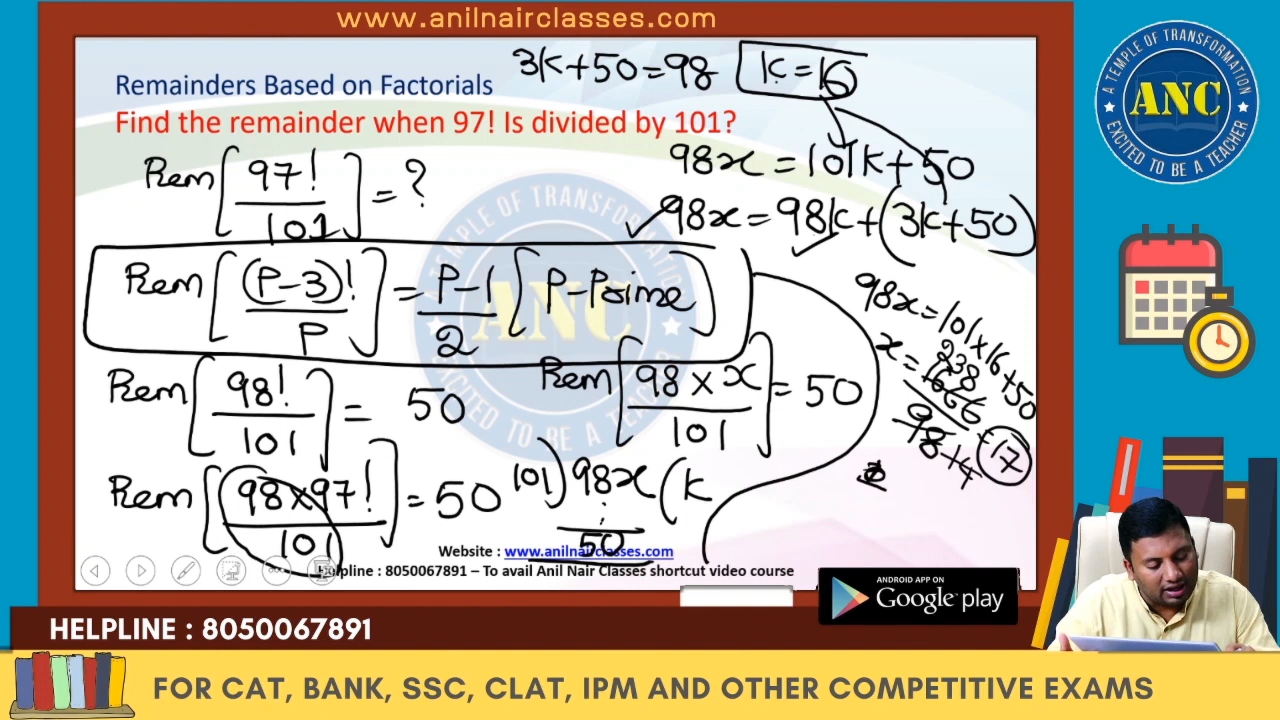 www.anilnairclasses.com
Remainders Based on Factorials
3k+50=98
k=16
Find the remainder when 97! Is divided by 101?
Rem[97!/101] = ?
98x = 101k+50
98x = 98k+(3k+50)
Rem[(P-3)!/P] = P-1/2 [P-Prime]
98x = 101×16+50
x = 1666/98 = 17
238
14
Rem[98!/101] = 50
Rem[98×x/101] = 50
Rem[98×97!/101] = 50
101)98x(k
50
Website : www.anilnairclasses.com
Helpline : 8050067891 – To avail Anil Nair Classes shortcut video course
A TEMPLE OF TRANSFORMATION
ANC
EXCITED TO BE A TEACHER
ANDROID APP ON
Google play
HELPLINE : 8050067891
FOR CAT, BANK, SSC, CLAT, IPM AND OTHER COMPETITIVE EXAMS